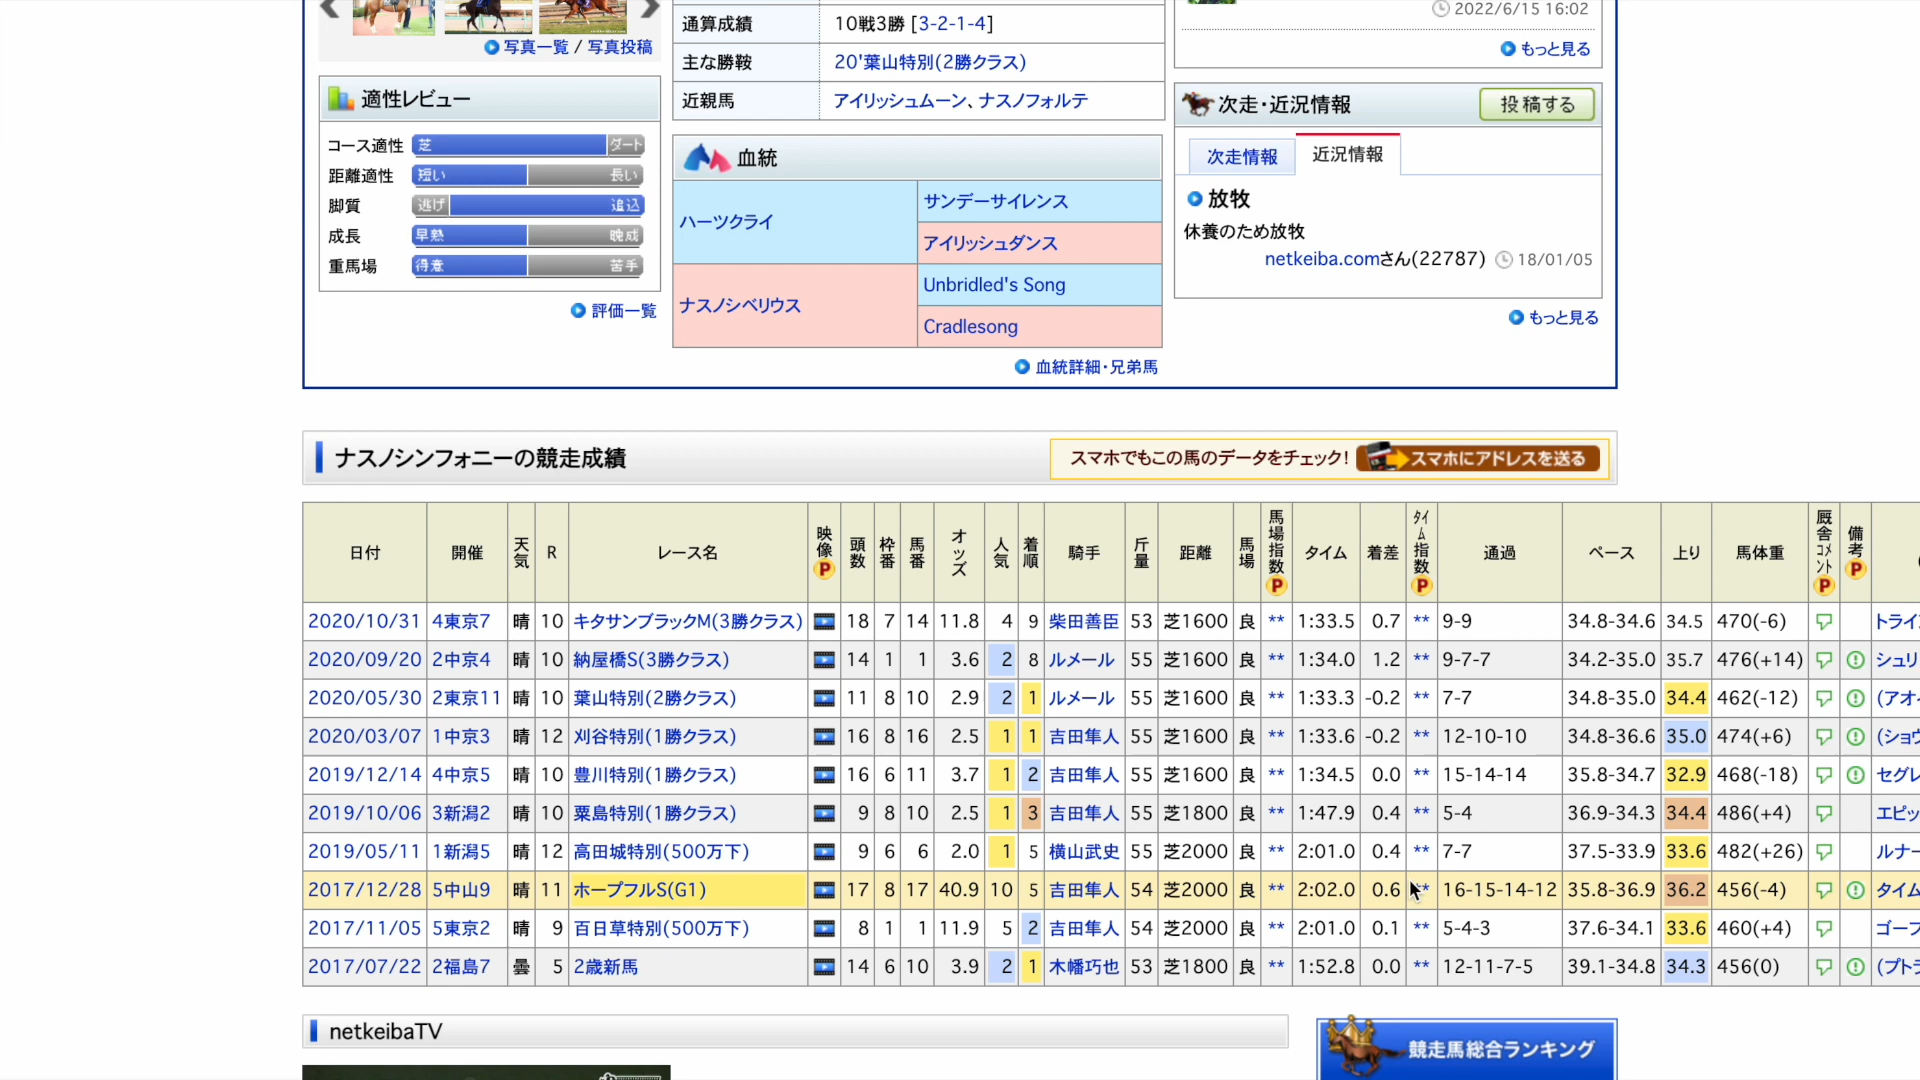 写真一覧 / 写真投稿
通算成績 10戦3勝 [3-2-1-4]
主な勝鞍 20'葉山特別(2勝クラス)
近親馬 アイリッシュムーン、ナスノフォルテ
2022/6/15 16:02
もっと見る
適性レビュー
コース適性 芝 ダート
距離適性 短い 長い
脚質 逃げ 追込
成長 早熟 晩成
重馬場 得意 苦手
評価一覧
血統
ハーツクライ
サンデーサイレンス
アイリッシュダンス
ナスノシベリウス
Unbridled's Song
Cradlesong
血統詳細・兄弟馬
次走・近況情報 投稿する
次走情報 近況情報
放牧
休養のため放牧
netkeiba.comさん(22787) 18/01/05
もっと見る
ナスノシンフォニーの競走成績
スマホでもこの馬のデータをチェック! スマホにアドレスを送る
日付 開催 天気 R レース名 映像P 頭数 枠番 馬番 オッズ 人気 着順 騎手 斤量 距離 馬場 馬場指数P タイム 着差 タイム指数P 通過 ペース 上り 馬体重 厩舎コメントP 備考P
2020/10/31 4東京7 晴 10 キタサンブラックM(3勝クラス) 18 7 14 11.8 4 9 柴田善臣 53 芝1600 良 ** 1:33.5 0.7 ** 9-9 34.8-34.6 34.5 470(-6) トライ
2020/09/20 2中京4 晴 10 納屋橋S(3勝クラス) 14 1 1 3.6 2 8 ルメール 55 芝1600 良 ** 1:34.0 1.2 ** 9-7-7 34.2-35.0 35.7 476(+14) シュリ
2020/05/30 2東京11 晴 10 葉山特別(2勝クラス) 11 8 10 2.9 2 1 ルメール 55 芝1600 良 ** 1:33.3 -0.2 ** 7-7 34.8-35.0 34.4 462(-12) (アオ
2020/03/07 1中京3 晴 12 刈谷特別(1勝クラス) 16 8 16 2.5 1 1 吉田隼人 55 芝1600 良 ** 1:33.6 -0.2 ** 12-10-10 34.8-36.6 35.0 474(+6) (ショウ
2019/12/14 4中京5 晴 10 豊川特別(1勝クラス) 16 6 11 3.7 1 2 吉田隼人 55 芝1600 良 ** 1:34.5 0.0 ** 15-14-14 35.8-34.7 32.9 468(-18) セグレ
2019/10/06 3新潟2 晴 10 粟島特別(1勝クラス) 9 8 10 2.5 1 3 吉田隼人 55 芝1800 良 ** 1:47.9 0.4 ** 5-4 36.9-34.3 34.4 486(+4) エピッ
2019/05/11 1新潟5 晴 12 高田城特別(500万下) 9 6 6 2.0 1 5 横山武史 55 芝2000 良 ** 2:01.0 0.4 ** 7-7 37.5-33.9 33.6 482(+26) ルナー
2017/12/28 5中山9 晴 11 ホープフルS(G1) 17 8 17 40.9 10 5 吉田隼人 54 芝2000 良 ** 2:02.0 0.6 ** 16-15-14-12 35.8-36.9 36.2 456(-4) タイム
2017/11/05 5東京2 晴 9 百日草特別(500万下) 8 1 1 11.9 5 2 吉田隼人 54 芝2000 良 ** 2:01.0 0.1 ** 5-4-3 37.6-34.1 33.6 460(+4) ゴーフ
2017/07/22 2福島7 曇 5 2歳新馬 14 6 10 3.9 2 1 木幡巧也 53 芝1800 良 ** 1:52.8 0.0 ** 12-11-7-5 39.1-34.8 34.3 456(0) (プトラ
netkeibaTV
競走馬総合ランキング